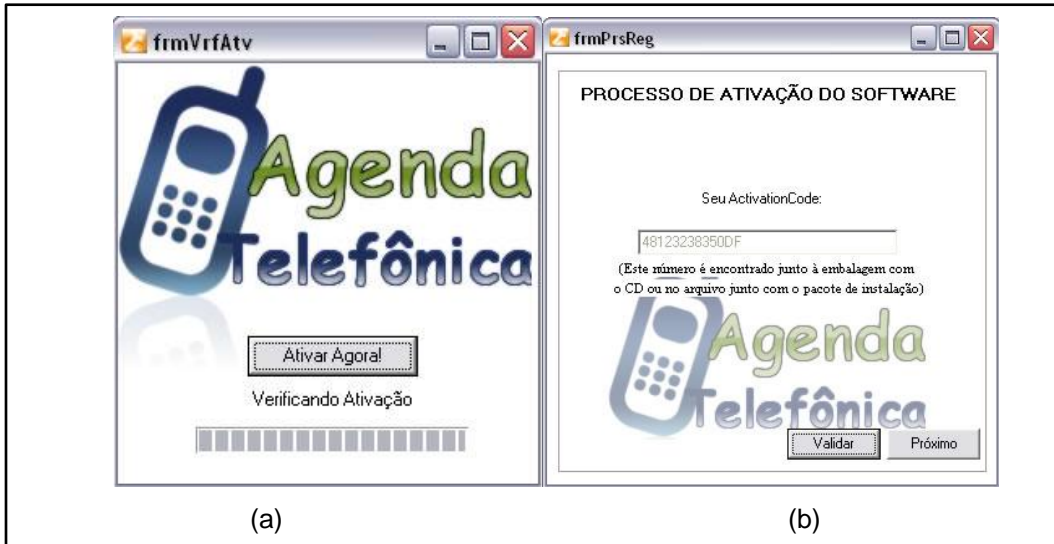 frmVrfAtv
Agenda
Telefônica
Ativar Agora!
Verificando Ativação
(a)
frmPrsReg
PROCESSO DE ATIVAÇÃO DO SOFTWARE
Seu ActivationCode:
48123238350DF
(Este número é encontrado junto à embalagem com
o CD ou no arquivo junto com o pacote de instalação)
Agenda
Telefônica
Validar Próximo
(b)